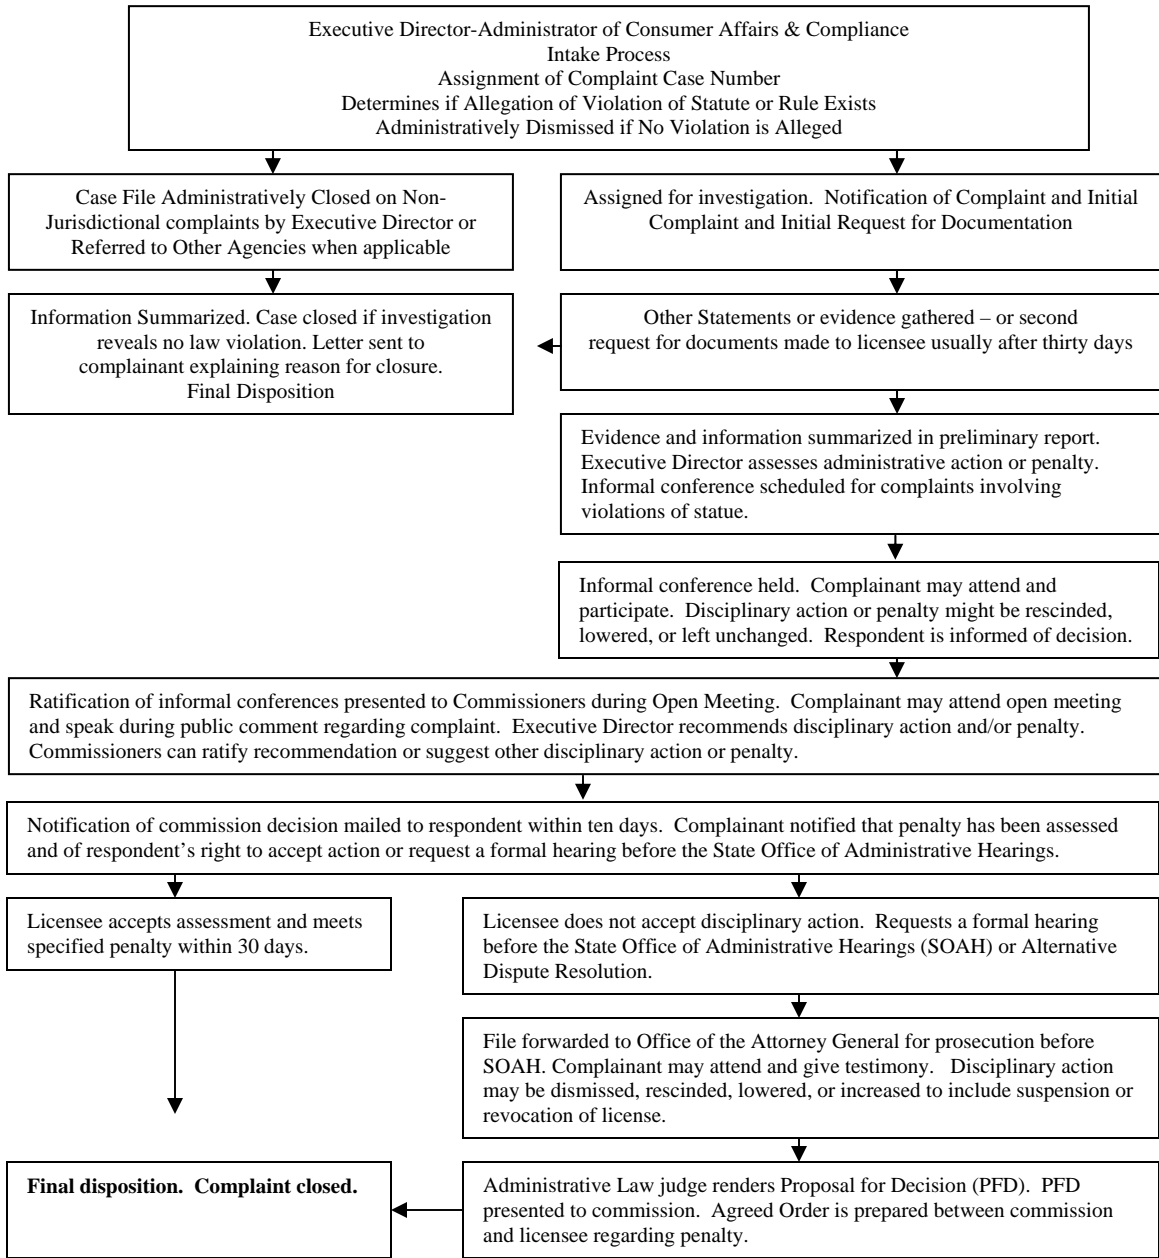 Executive Director-Administrator of Consumer Affairs & Compliance
Intake Process
Assignment of Complaint Case Number
Determines if Allegation of Violation of Statute or Rule Exists
Administratively Dismissed if No Violation is Alleged
Case File Administratively Closed on Non-
Jurisdictional complaints by Executive Director or
Referred to Other Agencies when applicable
Assigned for investigation. Notification of Complaint and Initial
Complaint and Initial Request for Documentation
Information Summarized. Case closed if investigation
reveals no law violation. Letter sent to
complainant explaining reason for closure.
Final Disposition
Other Statements or evidence gathered – or second
request for documents made to licensee usually after thirty days
Evidence and information summarized in preliminary report.
Executive Director assesses administrative action or penalty.
Informal conference scheduled for complaints involving
violations of statue.
Informal conference held. Complainant may attend and
participate. Disciplinary action or penalty might be rescinded,
lowered, or left unchanged. Respondent is informed of decision.
Ratification of informal conferences presented to Commissioners during Open Meeting. Complainant may attend open meeting
and speak during public comment regarding complaint. Executive Director recommends disciplinary action and/or penalty.
Commissioners can ratify recommendation or suggest other disciplinary action or penalty.
Notification of commission decision mailed to respondent within ten days. Complainant notified that penalty has been assessed
and of respondent's right to accept action or request a formal hearing before the State Office of Administrative Hearings.
Licensee accepts assessment and meets
specified penalty within 30 days.
Licensee does not accept disciplinary action. Requests a formal hearing
before the State Office of Administrative Hearings (SOAH) or Alternative
Dispute Resolution.
File forwarded to Office of the Attorney General for prosecution before
SOAH. Complainant may attend and give testimony. Disciplinary action
may be dismissed, rescinded, lowered, or increased to include suspension or
revocation of license.
Final disposition. Complaint closed.
Administrative Law judge renders Proposal for Decision (PFD). PFD
presented to commission. Agreed Order is prepared between commission
and licensee regarding penalty.